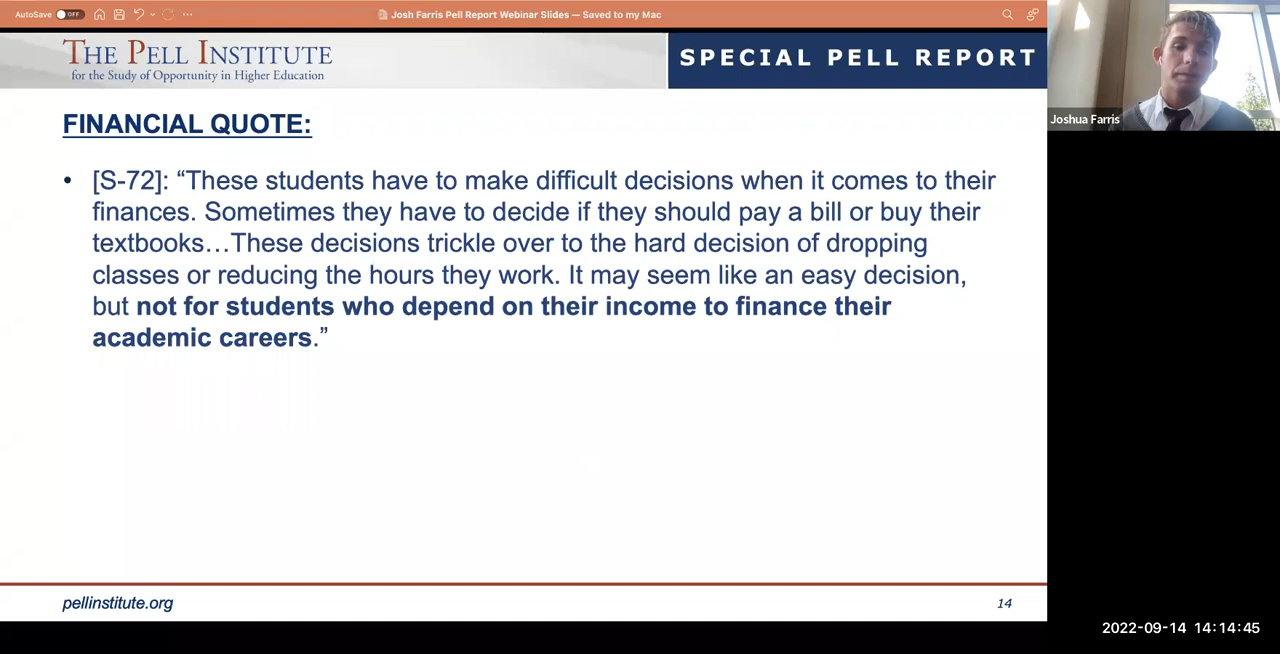 AutoSave OFF
Josh Farris Pell Report Webinar Slides — Saved to my Mac
THE PELL INSTITUTE
for the Study of Opportunity in Higher Education
SPECIAL PELL REPORT
Joshua Farris
FINANCIAL QUOTE:
• [S-72]: “These students have to make difficult decisions when it comes to their
finances. Sometimes they have to decide if they should pay a bill or buy their
textbooks…These decisions trickle over to the hard decision of dropping
classes or reducing the hours they work. It may seem like an easy decision,
but not for students who depend on their income to finance their
academic careers.”
pellinstitute.org
14
2022-09-14 14:14:45